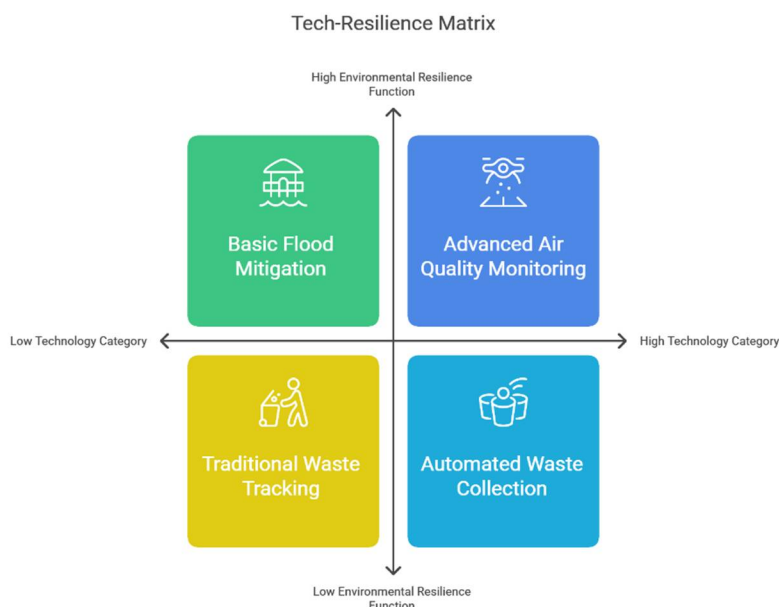 Tech-Resilience Matrix
High Environmental Resilience
Function
Basic Flood
Mitigation
Advanced Air
Quality Monitoring
Low Technology Category
High Technology Category
Traditional Waste
Tracking
Automated Waste
Collection
Low Environmental Resilience
Function